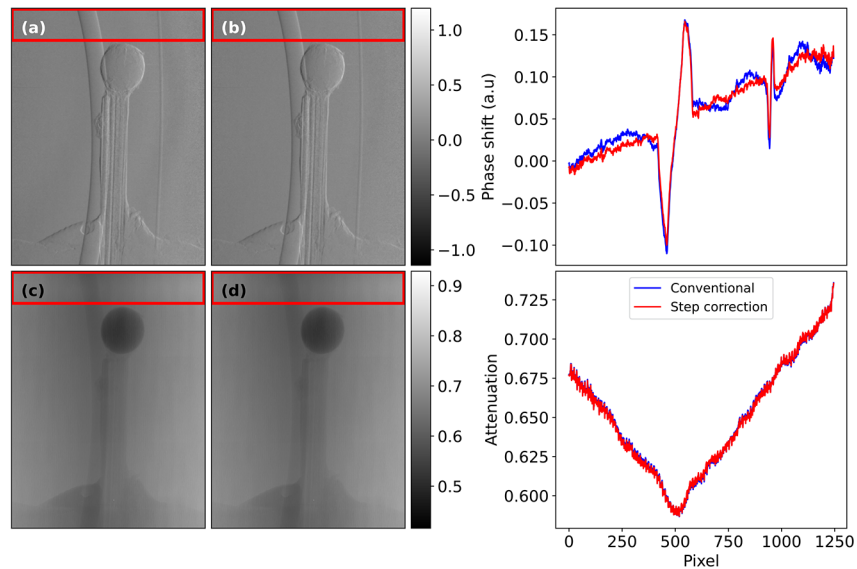 (a)
(b)
1.0
0.5
0.0
−0.5
−1.0
Phase shift (a.u)
0.15
0.10
0.05
0.00
−0.05
−0.10
(c)
(d)
0.9
0.8
0.7
0.6
0.5
Attenuation
0.725
0.700
0.675
0.650
0.625
0.600
Conventional
Step correction
0 250 500 750 1000 1250
Pixel